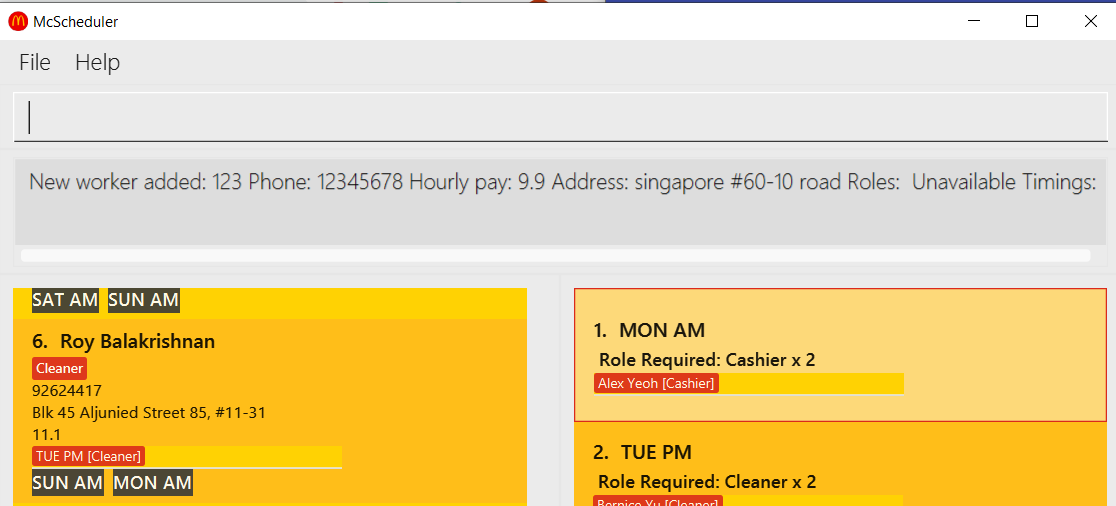 McScheduler
File Help
New worker added: 123 Phone: 12345678 Hourly pay: 9.9 Address: singapore #60-10 road Roles:  Unavailable Timings:
SAT AM SUN AM
6. Roy Balakrishnan
Cleaner
92624417
Blk 45 Aljunied Street 85, #11-31
11.1
TUE PM [Cleaner]
SUN AM MON AM
1. MON AM
Role Required: Cashier x 2
Alex Yeoh [Cashier]
2. TUE PM
Role Required: Cleaner x 2
Bernice Yu [Cleaner]